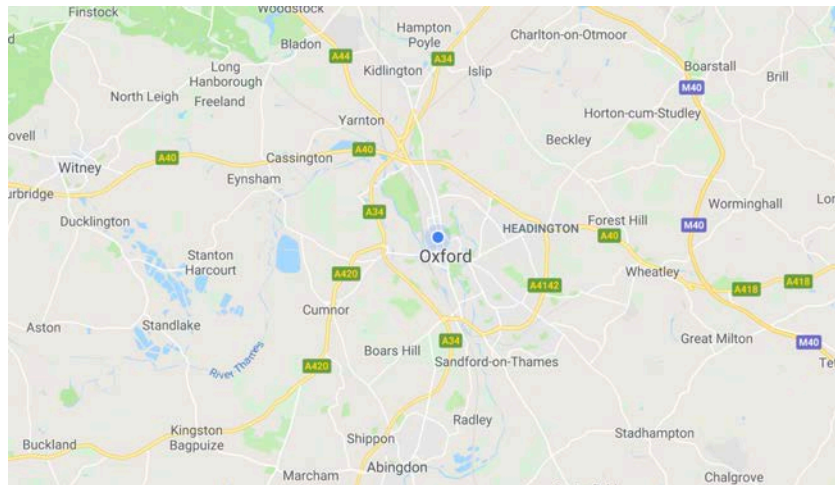 Finstock
Woodstock
Bladon
A44
Hampton
Poyle
A34
Kidlington
Islip
Charlton-on-Otmoor
Boarstall
Brill
M40
Long
Hanborough
North Leigh
Freeland
Yarnton
Horton-cum-Studley
Beckley
ovell
Witney
A40
Cassington
A40
Eynsham
urbridge
Ducklington
A34
HEADINGTON
Forest Hill
A40
M40
Worminghall
Lon
Stanton
Harcourt
Oxford
A420
A4142
Wheatley
A418
A418
Cumnor
Aston
Standlake
River Thames
Boars Hill
A34
Sandford-on-Thames
Great Milton
M40
Te
A420
Kingston
Bagpuize
Buckland
Shippon
Radley
Stadhampton
Marcham
Abingdon
Chalgrove